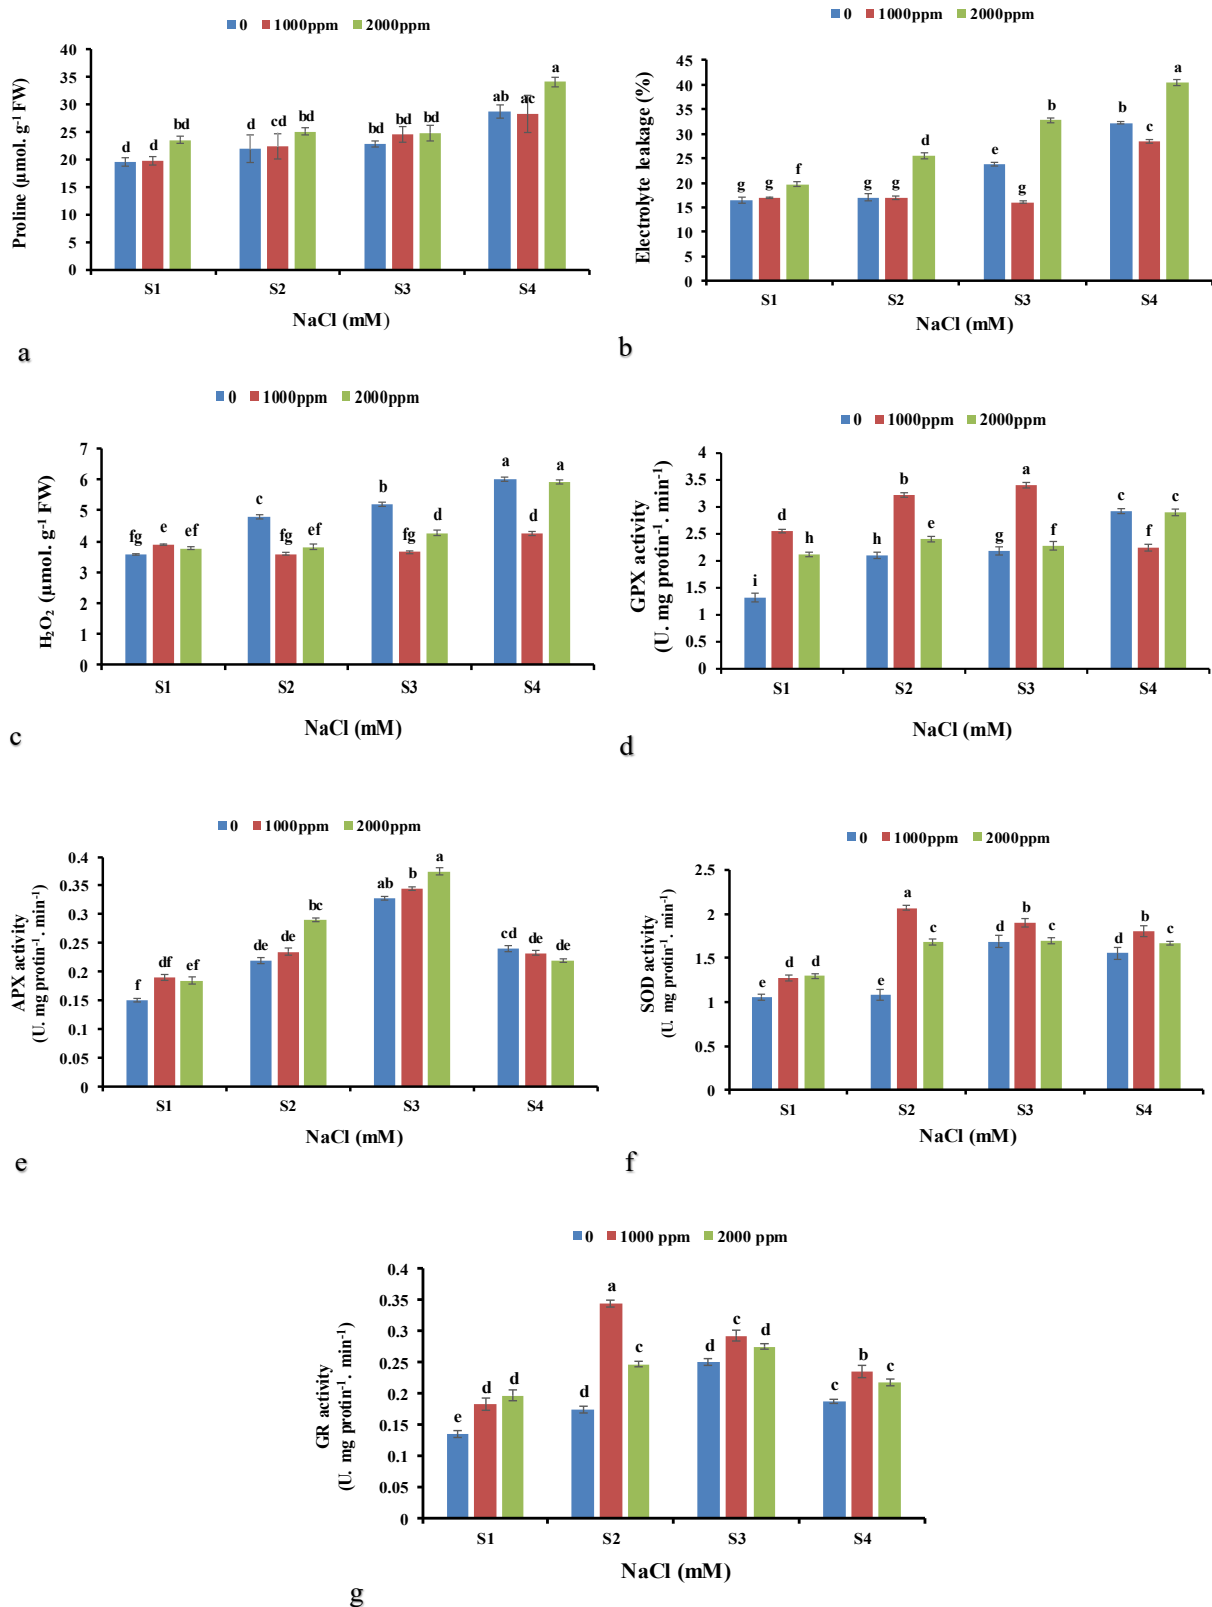 0 1000ppm 2000ppm
Proline (µmol. g-1 FW)
40
35
30
25
20
15
10
5
0
d d bd d cd bd bd bd bd ab ac a
S1 S2 S3 S4
NaCl (mM)
a
0 1000ppm 2000ppm
Electrolyte leakage (%)
45
40
35
30
25
20
15
10
5
0
g g f g g d e g b b c a
S1 S2 S3 S4
NaCl (mM)
b
0 1000ppm 2000ppm
H2O2 (µmol. g-1 FW)
7
6
5
4
3
2
1
0
fg e ef c fg ef b fg d a d a
S1 S2 S3 S4
NaCl (mM)
c
0 1000ppm 2000ppm
GPX activity
(U. mg protin-1. min-1)
4
3.5
3
2.5
2
1.5
1
0.5
0
i d h h b e g a f c f c
S1 S2 S3 S4
NaCl (mM)
d
0 1000ppm 2000ppm
APX activity
(U. mg protin-1. min-1)
0.4
0.35
0.3
0.25
0.2
0.15
0.1
0.05
0
f df ef de de bc ab b a cd de de
S1 S2 S3 S4
NaCl (mM)
e
0 1000ppm 2000ppm
SOD activity
(U. mg protin-1. min-1)
2.5
2
1.5
1
0.5
0
e d d e a c d b c d b c
S1 S2 S3 S4
NaCl (mM)
f
0 1000 ppm 2000 ppm
GR activity
(U. mg protin-1. min-1)
0.4
0.35
0.3
0.25
0.2
0.15
0.1
0.05
0
e d d d a c d c d c b c
S1 S2 S3 S4
NaCl (mM)
g